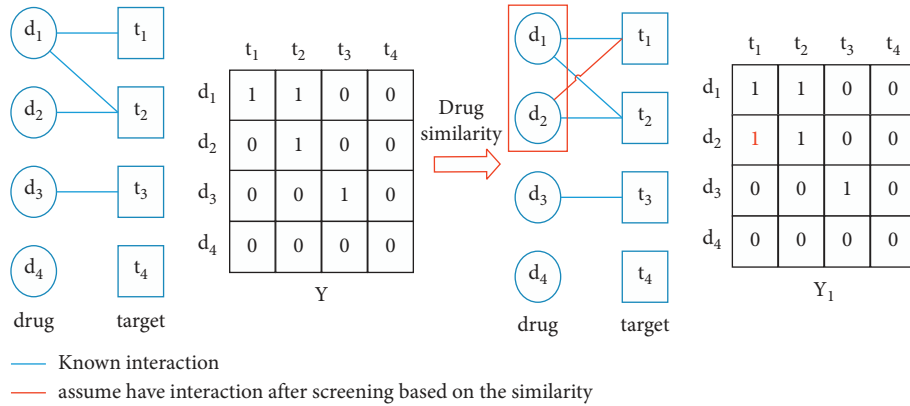 d1 t1
d2 t2
d3 t3
d4 t4
drug target
t1 t2 t3 t4
d1 1 1 0 0
d2 0 1 0 0
d3 0 0 1 0
d4 0 0 0 0
Y
Drug
similarity
d1 t1
d2 t2
d3 t3
d4 t4
drug target
t1 t2 t3 t4
d1 1 1 0 0
d2 1 1 0 0
d3 0 0 1 0
d4 0 0 0 0
Y1
Known interaction
assume have interaction after screening based on the similarity